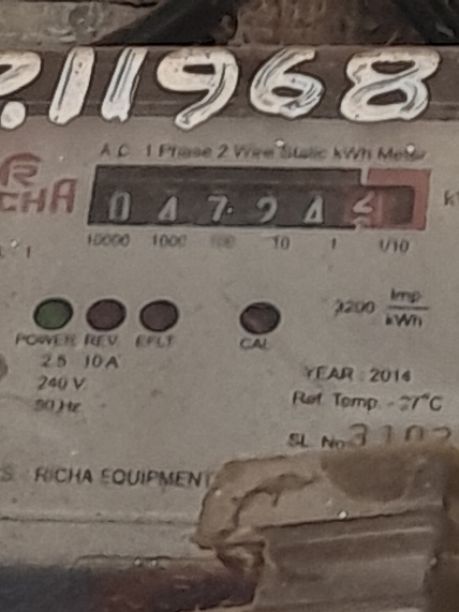 P.11968
A.C. 1 Phase 2 Wire Static kWh Meter
RICHA
0 4 7 9 4
10000 1000 100 10 1 1/10
POWER REV. EFLT CAL
3200 Imp/kWh
2.5 10 A
240 V
50 Hz
YEAR : 2014
Ref. Temp. - 27°C
SL. No.
RICHA EQUIPMENT